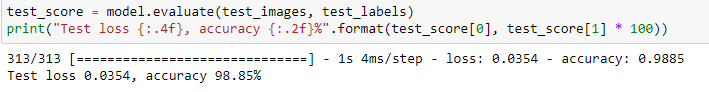 test_score = model.evaluate(test_images, test_labels)
print("Test loss {:.4f}, accuracy {:.2f}%".format(test_score[0], test_score[1] * 100))
313/313 [==============================] - 1s 4ms/step - loss: 0.0354 - accuracy: 0.9885
Test loss 0.0354, accuracy 98.85%